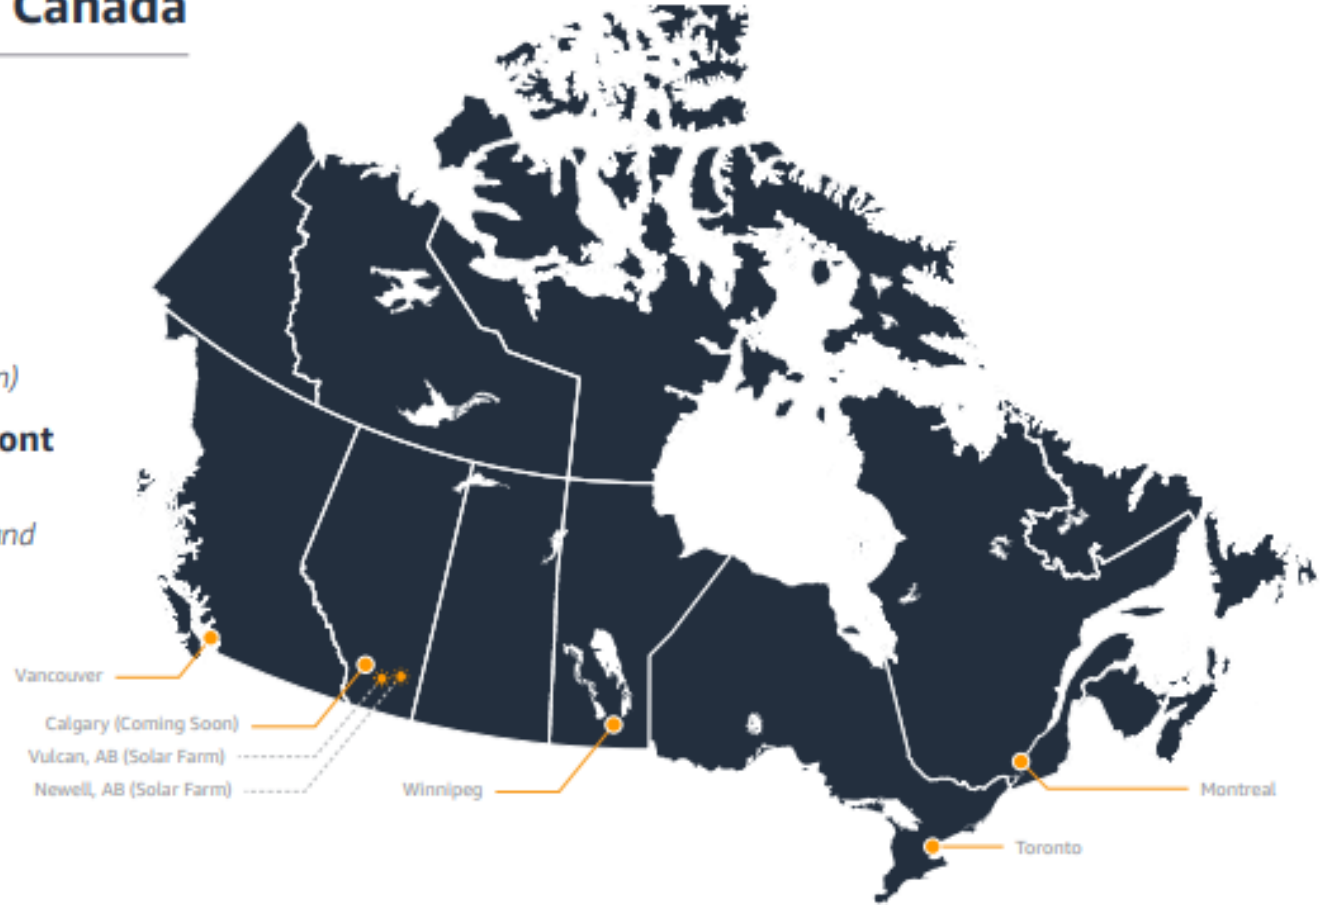 Canada
ont
Vancouver
Calgary (Coming Soon)
Vulcan, AB (Solar Farm)
Newell, AB (Solar Farm)
Winnipeg
Montreal
Toronto